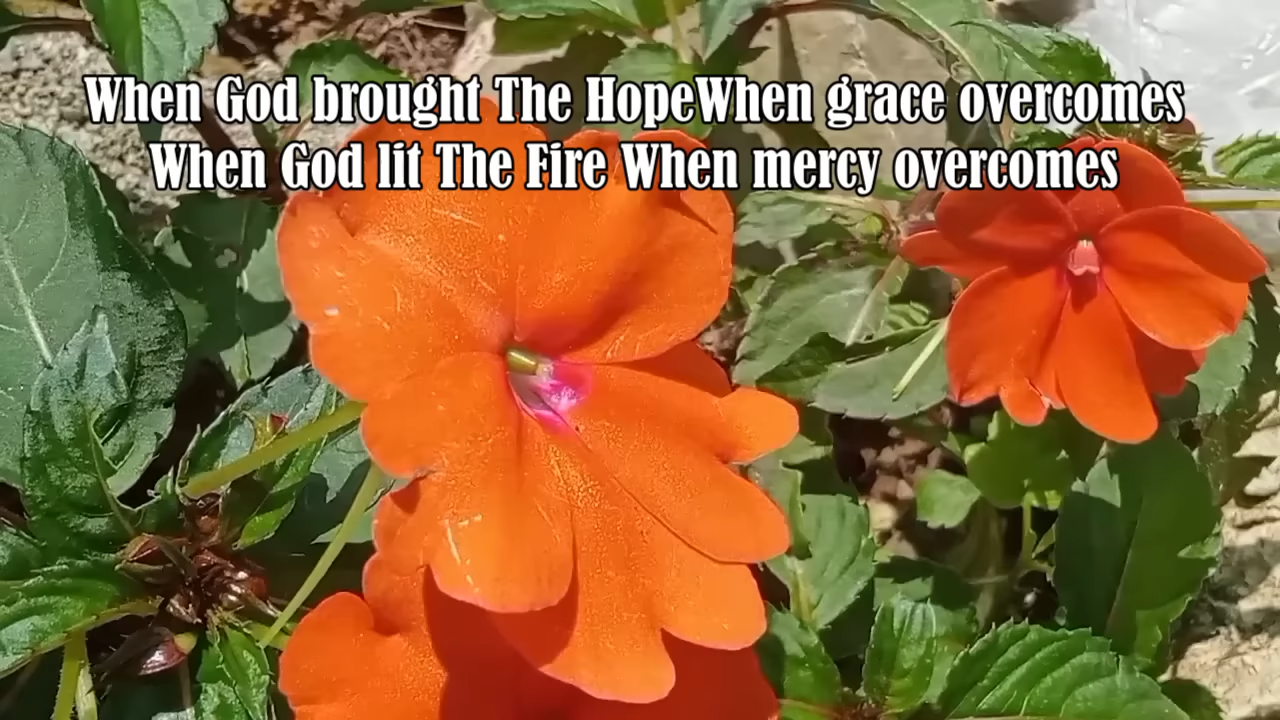 When God brought The HopeWhen grace overcomes
When God lit The Fire When mercy overcomes